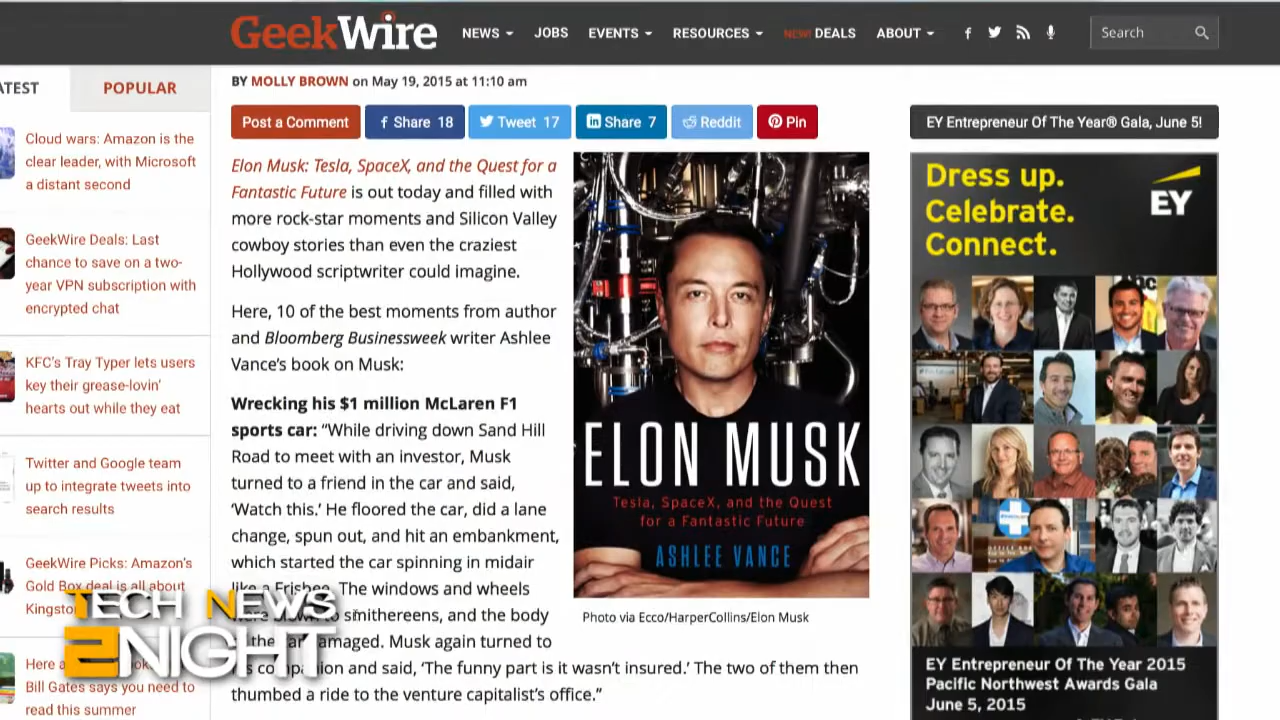 GeekWire
NEWS JOBS EVENTS RESOURCES NEW! DEALS ABOUT
Search
ATEST
POPULAR
Cloud wars: Amazon is the
clear leader, with Microsoft
a distant second
GeekWire Deals: Last
chance to save on a two-
year VPN subscription with
encrypted chat
KFC’s Tray Typer lets users
key their grease-lovin’
hearts out while they eat
Twitter and Google team
up to integrate tweets into
search results
GeekWire Picks: Amazon’s
Gold Box deal is all about
Kingsto
Here a
Bill Gates says you need to
read this summer
BY MOLLY BROWN on May 19, 2015 at 11:10 am
Post a Comment
Share 18
Tweet 17
in Share 7
Reddit
Pin
Elon Musk: Tesla, SpaceX, and the Quest for a
Fantastic Future is out today and filled with
more rock-star moments and Silicon Valley
cowboy stories than even the craziest
Hollywood scriptwriter could imagine.
Here, 10 of the best moments from author
and Bloomberg Businessweek writer Ashlee
Vance’s book on Musk:
Wrecking his $1 million McLaren F1
sports car: “While driving down Sand Hill
Road to meet with an investor, Musk
turned to a friend in the car and said,
‘Watch this.’ He floored the car, did a lane
change, spun out, and hit an embankment,
which started the car spinning in midair
like a Frisbee. The windows and wheels
were blown to smithereens, and the body
of the car damaged. Musk again turned to
his companion and said, ‘The funny part is it wasn’t insured.’ The two of them then
thumbed a ride to the venture capitalist’s office.”
ELON MUSK
Tesla, SpaceX, and the Quest
for a Fantastic Future
ASHLEE VANCE
Photo via Ecco/HarperCollins/Elon Musk
EY Entrepreneur Of The Year® Gala, June 5!
Dress up.
Celebrate.
Connect.
EY
EY Entrepreneur Of The Year 2015
Pacific Northwest Awards Gala
June 5, 2015
TECH NEWS
2NIGHT